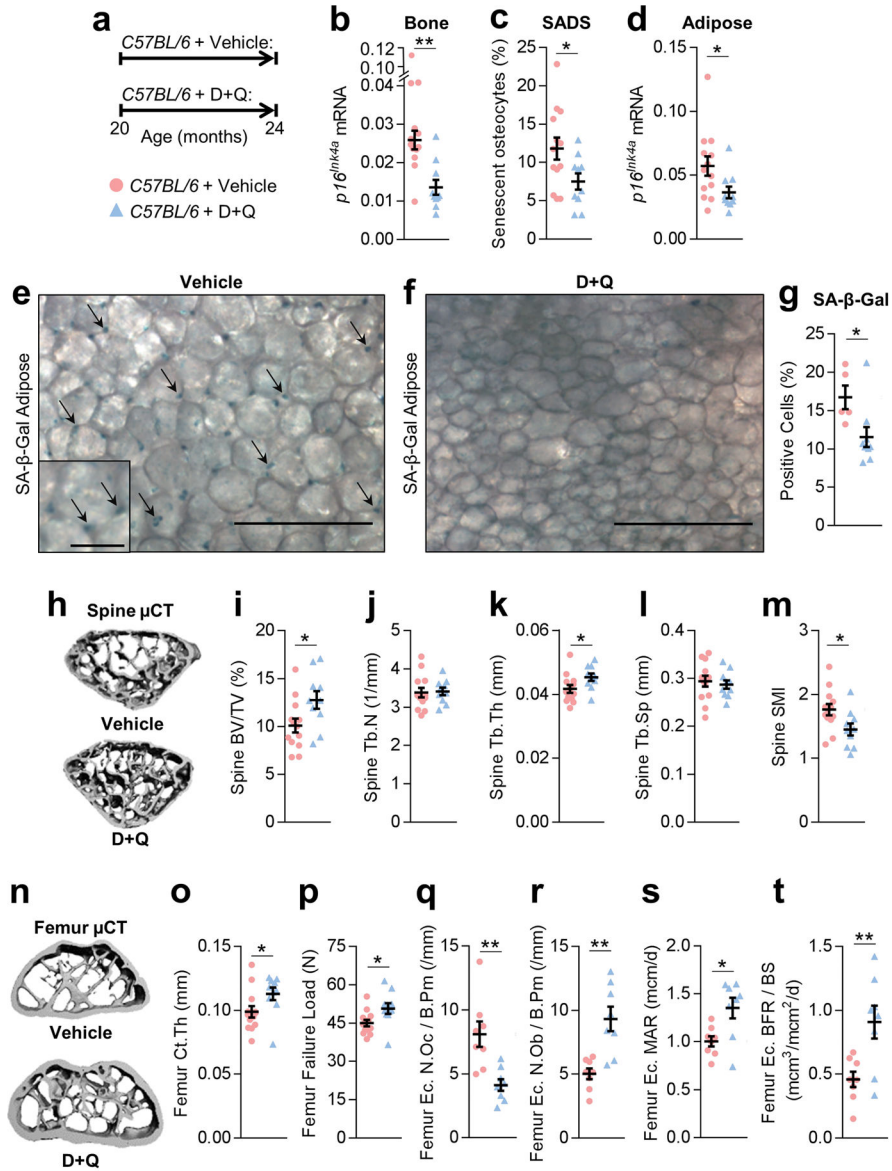 a
C57BL/6 + Vehicle:
C57BL/6 + D+Q:
20
24
Age (months)
C57BL/6 + Vehicle
C57BL/6 + D+Q
b
Bone
**
p16^Ink4a mRNA
0.12
0.10
0.04
0.03
0.02
0.01
0.00
c
SADS
*
Senescent osteocytes (%)
25
20
15
10
5
0
d
Adipose
*
p16^Ink4a mRNA
0.15
0.10
0.05
0.00
e
Vehicle
SA-β-Gal Adipose
f
D+Q
SA-β-Gal Adipose
g
SA-β-Gal
*
Positive Cells (%)
25
20
15
10
5
0
h
Spine µCT
Vehicle
D+Q
i
*
Spine BV/TV (%)
20
15
10
5
0
j
Spine Tb.N (1/mm)
5
4
3
2
1
0
k
*
Spine Tb.Th (mm)
0.06
0.04
0.02
0.00
l
Spine Tb.Sp (mm)
0.4
0.3
0.2
0.1
0.0
m
*
Spine SMI
3
2
1
0
n
Femur µCT
Vehicle
D+Q
o
*
Femur Ct.Th (mm)
0.15
0.10
0.05
0.00
p
*
Femur Failure Load (N)
75
60
45
30
15
0
q
**
Femur Ec. N.Oc / B.Pm (/mm)
15
10
5
0
r
**
Femur Ec. N.Ob / B.Pm (/mm)
15
10
5
0
s
*
Femur Ec. MAR (mcm/d)
2.0
1.5
1.0
0.5
0.0
t
**
Femur Ec. BFR / BS
(mcm³/mcm²/d)
1.5
1.0
0.5
0.0